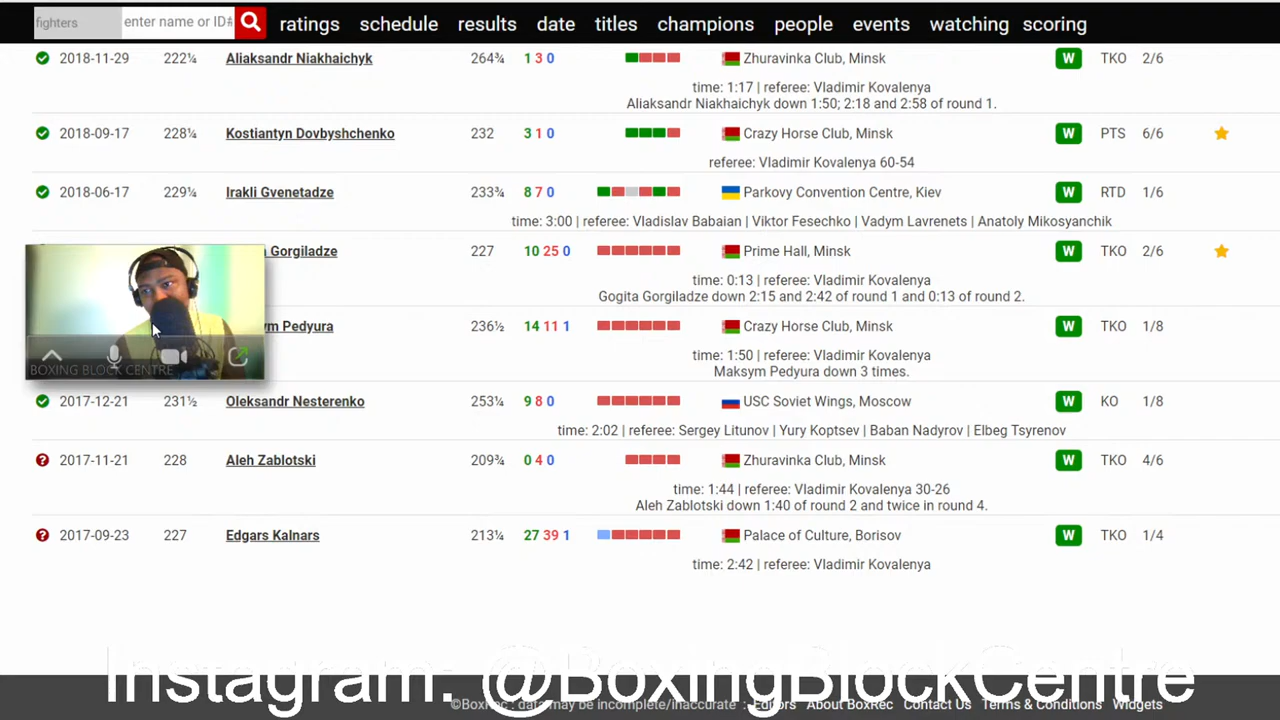 fighters enter name or ID# ratings schedule results date titles champions people events watching scoring
2018-11-29 222¼ Aliaksandr Niakhaichyk 264¾ 1 3 0 Zhuravinka Club, Minsk W TKO 2/6
time: 1:17 | referee: Vladimir Kovalenya
Aliaksandr Niakhaichyk down 1:50; 2:18 and 2:58 of round 1.
2018-09-17 228¼ Kostiantyn Dovbyshchenko 232 3 1 0 Crazy Horse Club, Minsk W PTS 6/6
referee: Vladimir Kovalenya 60-54
2018-06-17 229¼ Irakli Gvenetadze 233¾ 8 7 0 Parkovy Convention Centre, Kiev W RTD 1/6
time: 3:00 | referee: Vladislav Babaian | Viktor Fesechko | Vadym Lavrenets | Anatoly Mikosyanchik
Gorgiladze 227 10 25 0 Prime Hall, Minsk W TKO 2/6
time: 0:13 | referee: Vladimir Kovalenya
Gogita Gorgiladze down 2:15 and 2:42 of round 1 and 0:13 of round 2.
ym Pedyura 236½ 14 11 1 Crazy Horse Club, Minsk W TKO 1/8
time: 1:50 | referee: Vladimir Kovalenya
BOXING BLOCK CENTRE
Maksym Pedyura down 3 times.
2017-12-21 231½ Oleksandr Nesterenko 253¼ 9 8 0 USC Soviet Wings, Moscow W KO 1/8
time: 2:02 | referee: Sergey Litunov | Yury Koptsev | Baban Nadyrov | Elbeg Tsyrenov
2017-11-21 228 Aleh Zablotski 209¾ 0 4 0 Zhuravinka Club, Minsk W TKO 4/6
time: 1:44 | referee: Vladimir Kovalenya 30-26
Aleh Zablotski down 1:40 of round 2 and twice in round 4.
2017-09-23 227 Edgars Kalnars 213¼ 27 39 1 Palace of Culture, Borisov W TKO 1/4
time: 2:42 | referee: Vladimir Kovalenya
Instagram: @BoxingBlockCentre
©BoxRec : data may be incomplete/inaccurate : Editors About BoxRec Contact Us Terms & Conditions Widgets